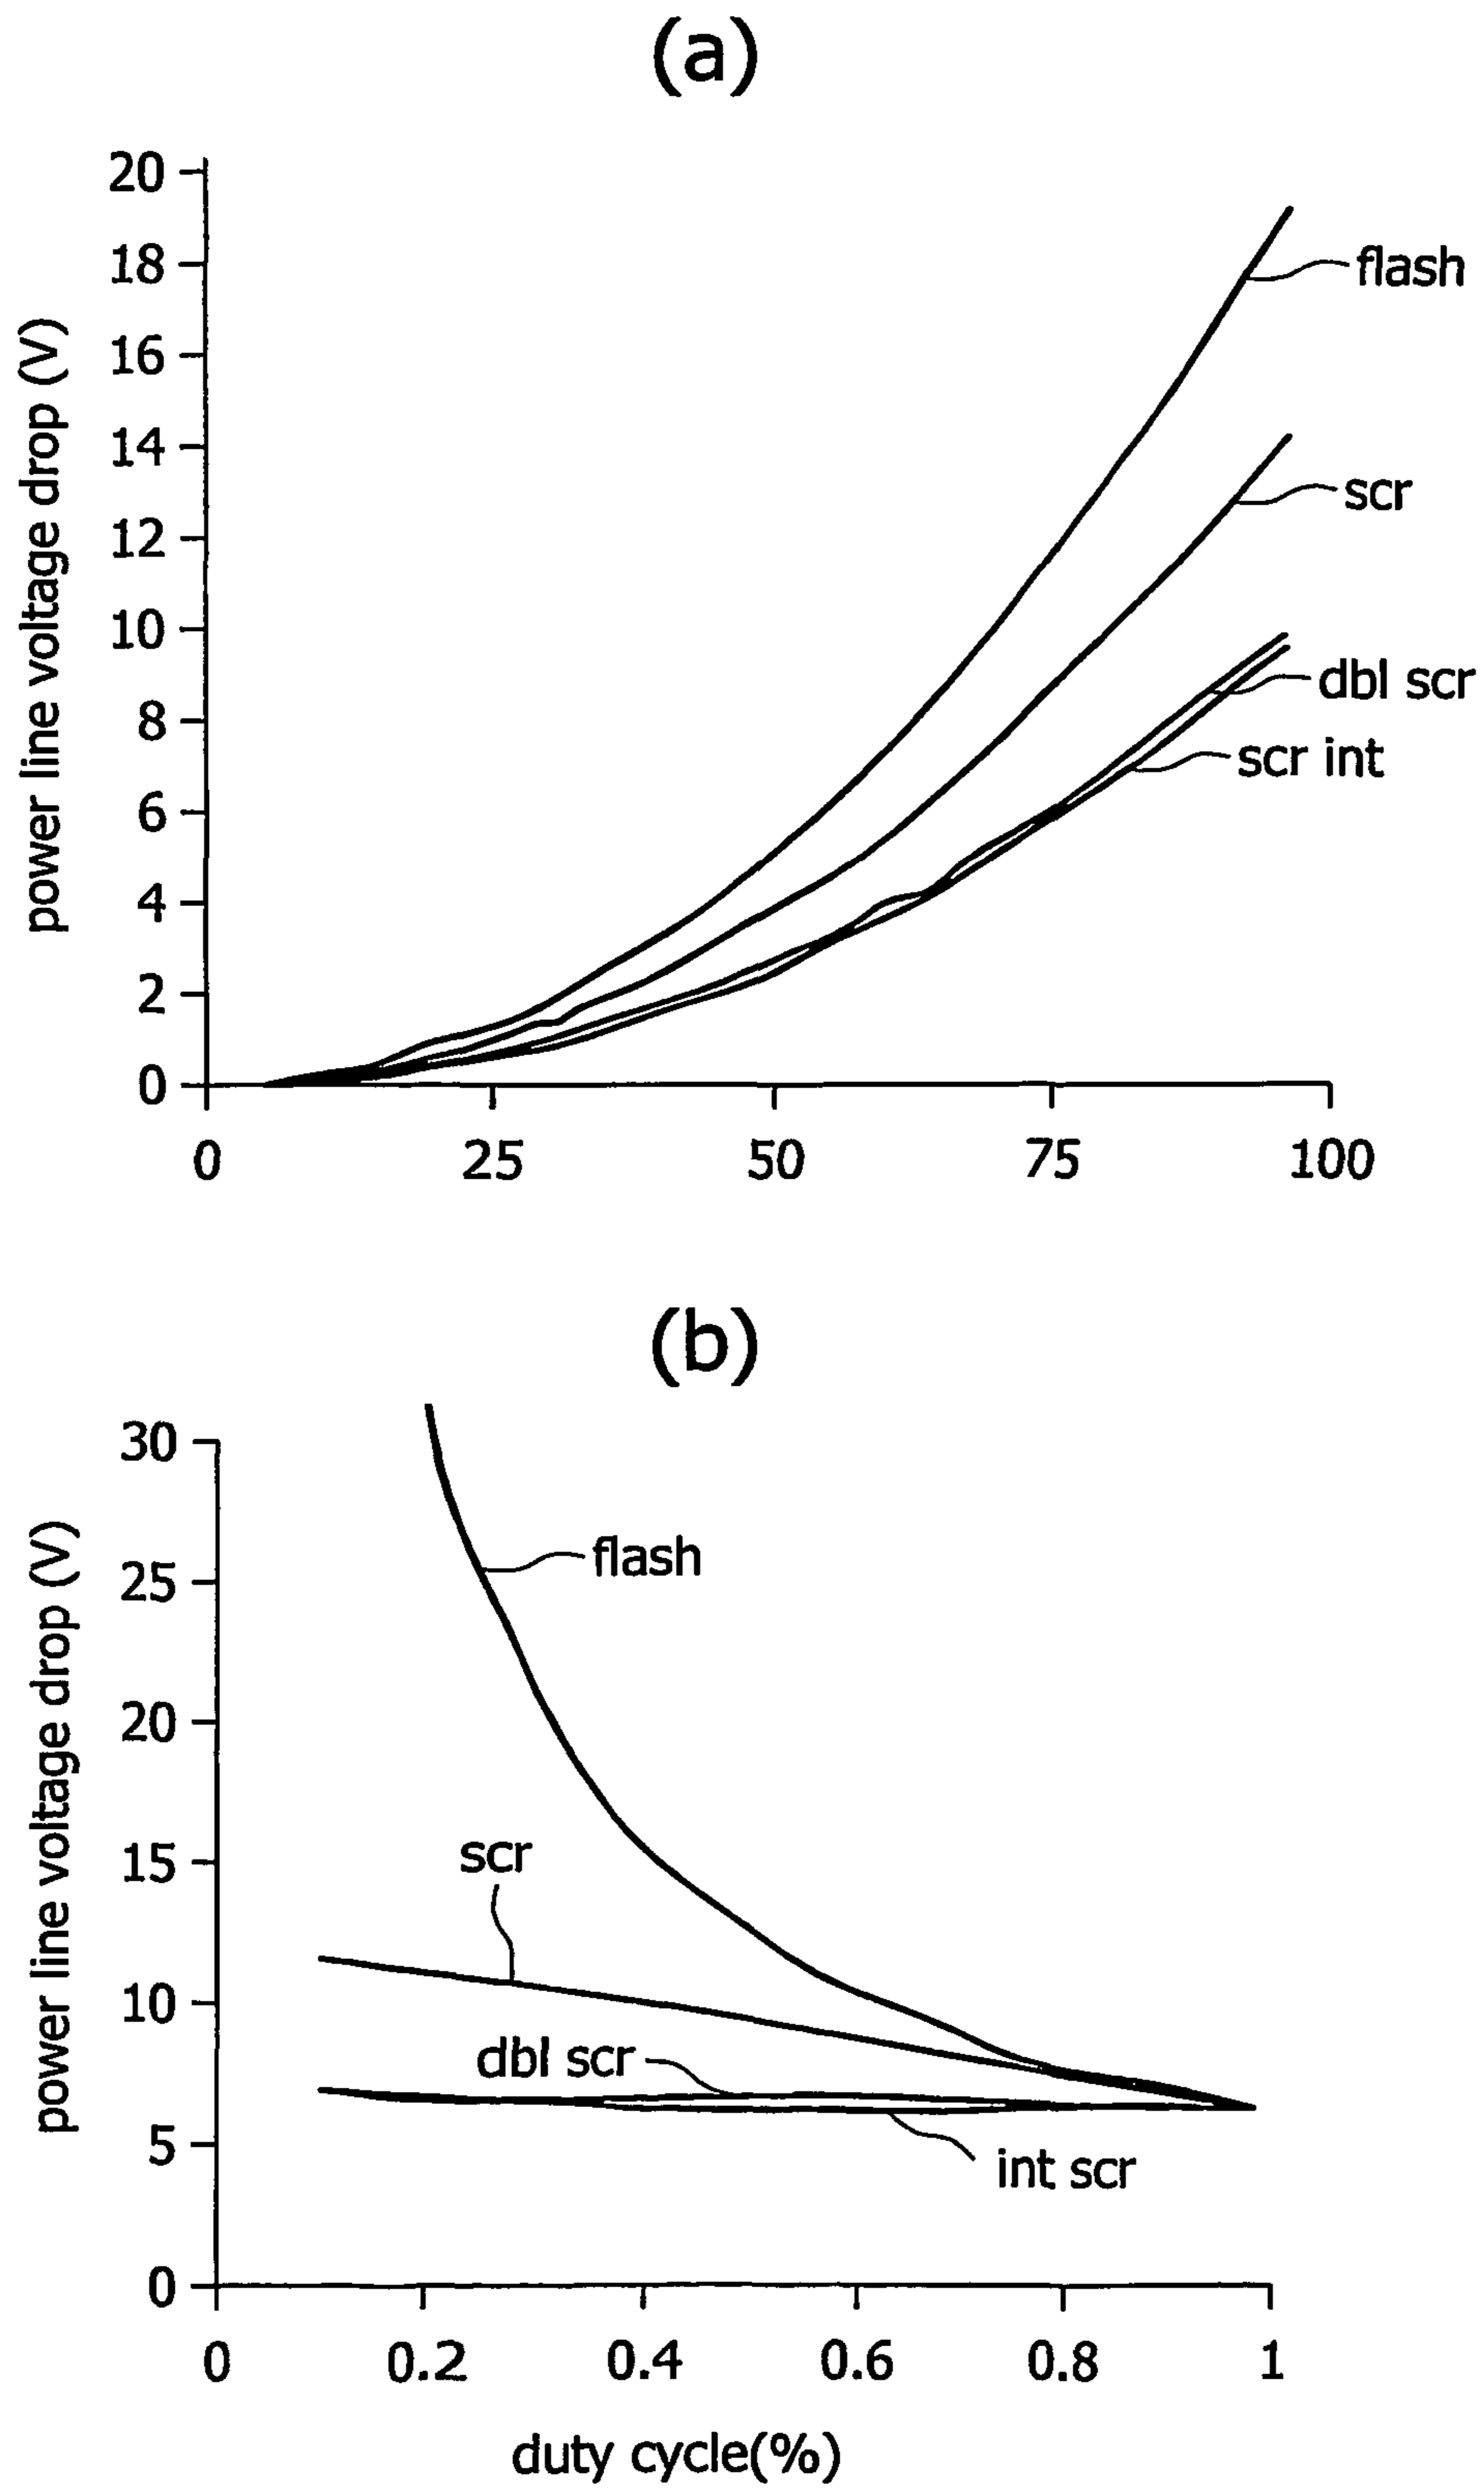 (a)
power line voltage drop (V)
20
18
16
14
12
10
8
6
4
2
0
flash
scr
dbl scr
scr int
0 25 50 75 100
(b)
power line voltage drop (V)
30
25
20
15
10
5
0
flash
scr
dbl scr
int scr
0 0.2 0.4 0.6 0.8 1
duty cycle(%)